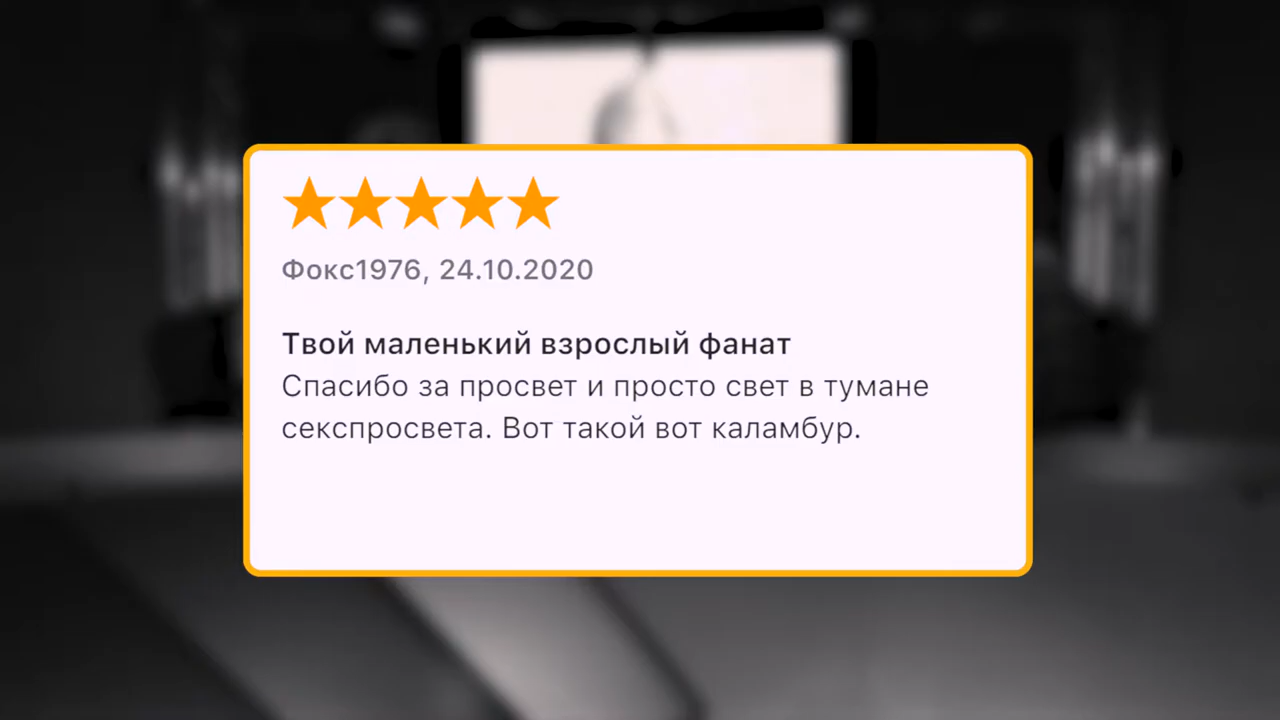 Фокс1976, 24.10.2020
Твой маленький взрослый фанат
Спасибо за просвет и просто свет в тумане
секспросвета. Вот такой вот каламбур.